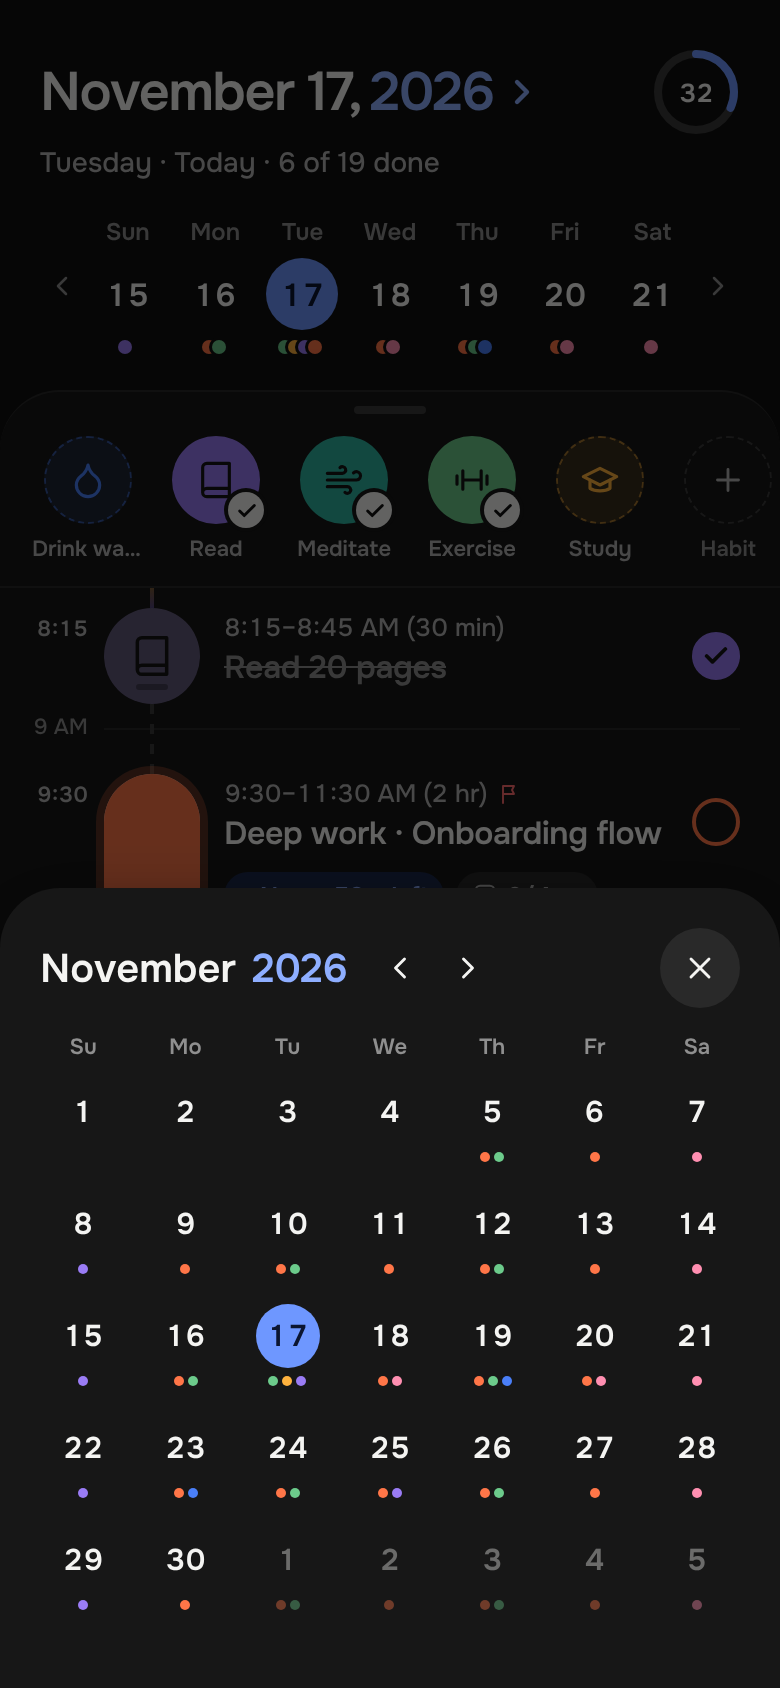 November 17, 2026
32
Tuesday · Today · 6 of 19 done
Sun Mon Tue Wed Thu Fri Sat
15 16 17 18 19 20 21
Drink wa... Read Meditate Exercise Study Habit
8:15
8:15–8:45 AM (30 min)
Read 20 pages
9 AM
9:30
9:30–11:30 AM (2 hr)
Deep work · Onboarding flow
November 2026
Su Mo Tu We Th Fr Sa
1 2 3 4 5 6 7
8 9 10 11 12 13 14
15 16 17 18 19 20 21
22 23 24 25 26 27 28
29 30 1 2 3 4 5